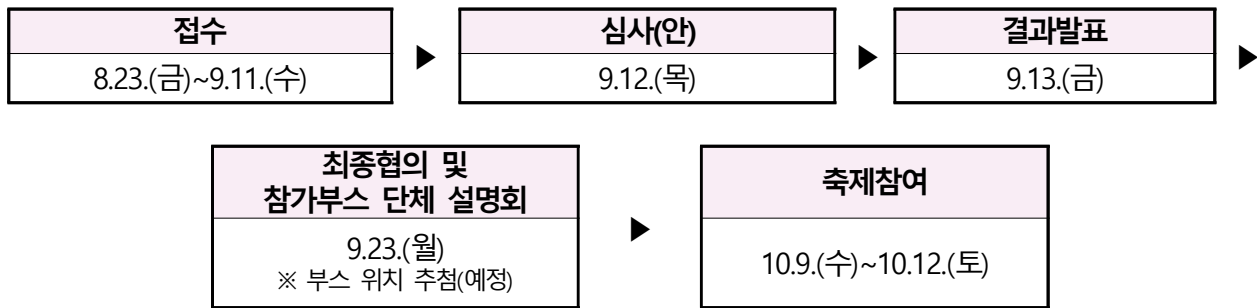 접수
8.23.(금)~9.11.(수)
▶
심사(안)
9.12.(목)
▶
결과발표
9.13.(금)
▶
최종협의 및
참가부스 단체 설명회
9.23.(월)
※ 부스 위치 추첨(예정)
▶
축제참여
10.9.(수)~10.12.(토)